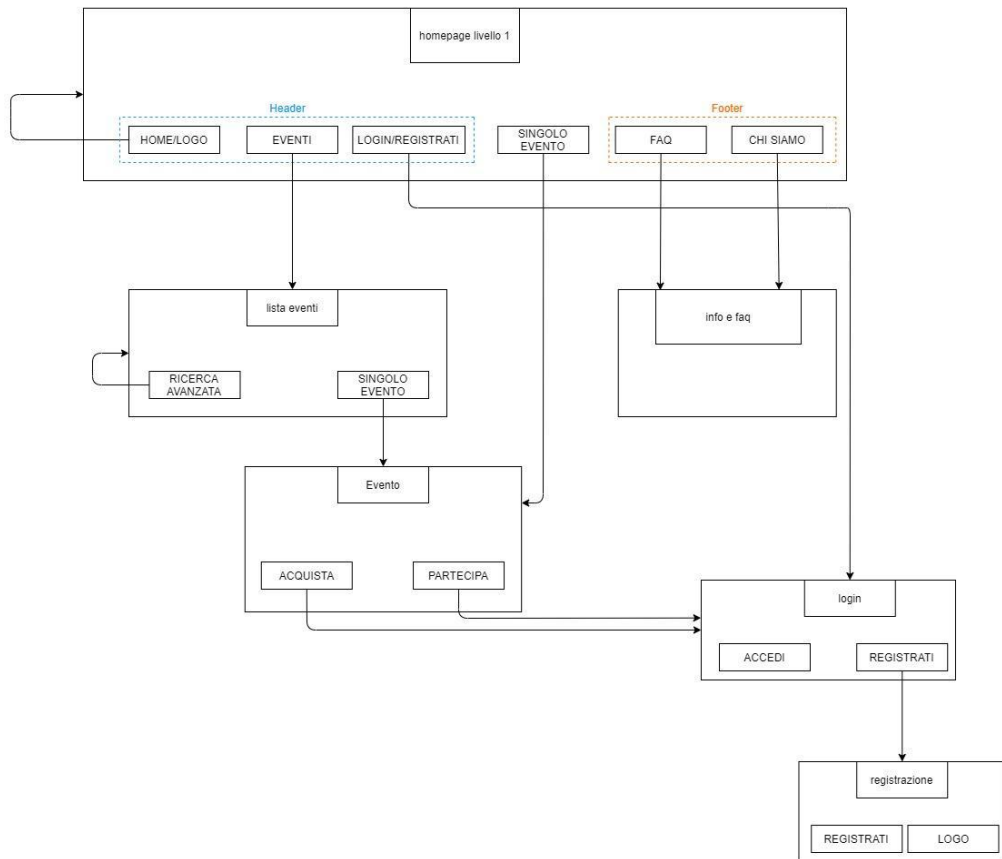 homepage livello 1
Header
Footer
HOME/LOGO
EVENTI
LOGIN/REGISTRATI
SINGOLO
EVENTO
FAQ
CHI SIAMO
lista eventi
info e faq
RICERCA
AVANZATA
SINGOLO
EVENTO
Evento
ACQUISTA
PARTECIPA
login
ACCEDI
REGISTRATI
registrazione
REGISTRATI
LOGO